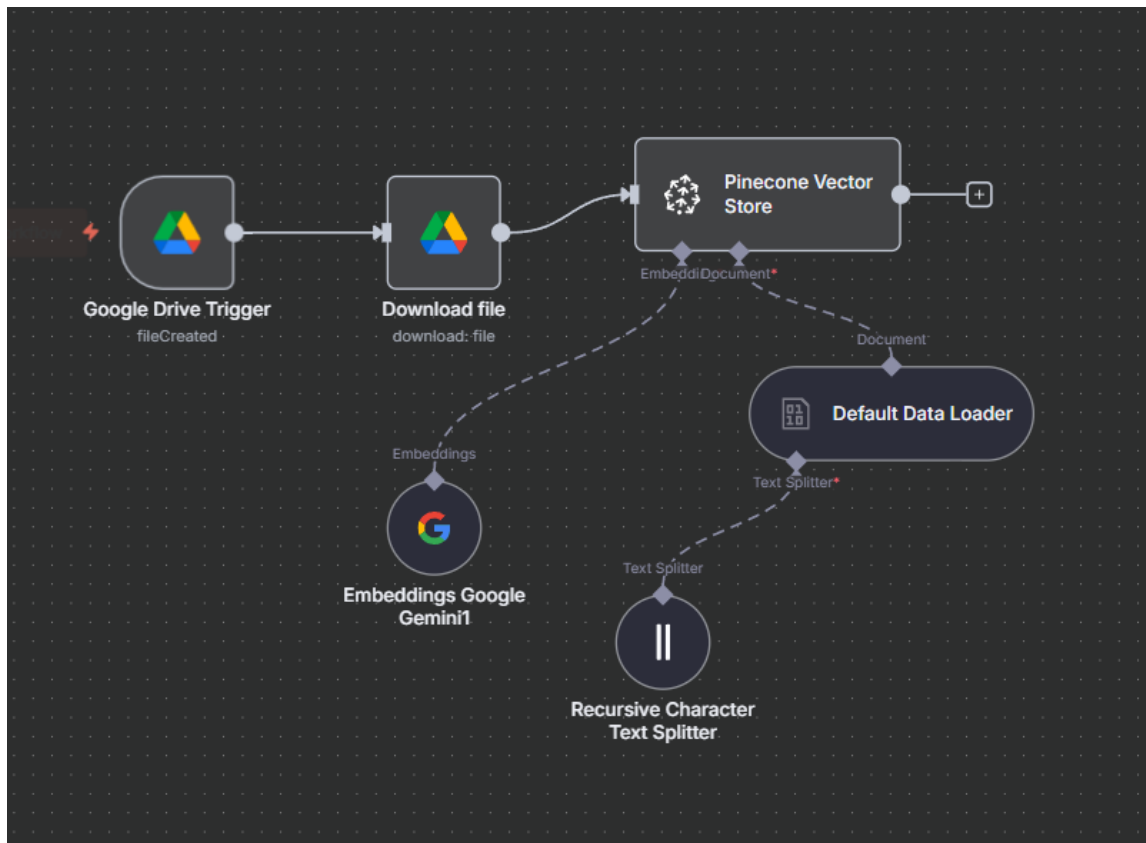 Pinecone Vector
Store
Embeddi
Document*
Google Drive Trigger
fileCreated
Download file
download: file
Document
Default Data Loader
Embeddings
Text Splitter*
Embeddings Google
Gemini1
Text Splitter
Recursive Character
Text Splitter